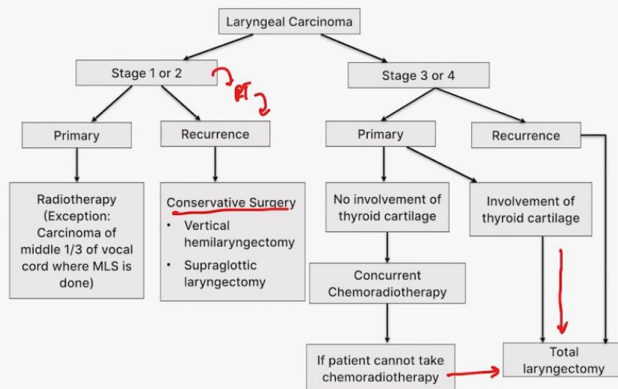 Laryngeal Carcinoma
Stage 1 or 2
RT
Stage 3 or 4
Primary
Recurrence
Primary
Recurrence
Radiotherapy
(Exception:
Carcinoma of
middle 1/3 of vocal
cord where MLS is
done)
Conservative Surgery
• Vertical
hemilaryngectomy
• Supraglottic
laryngectomy
No involvement of
thyroid cartilage
Involvement of
thyroid cartilage
Concurrent
Chemoradiotherapy
If patient cannot take
chemoradiotherapy
Total
laryngectomy